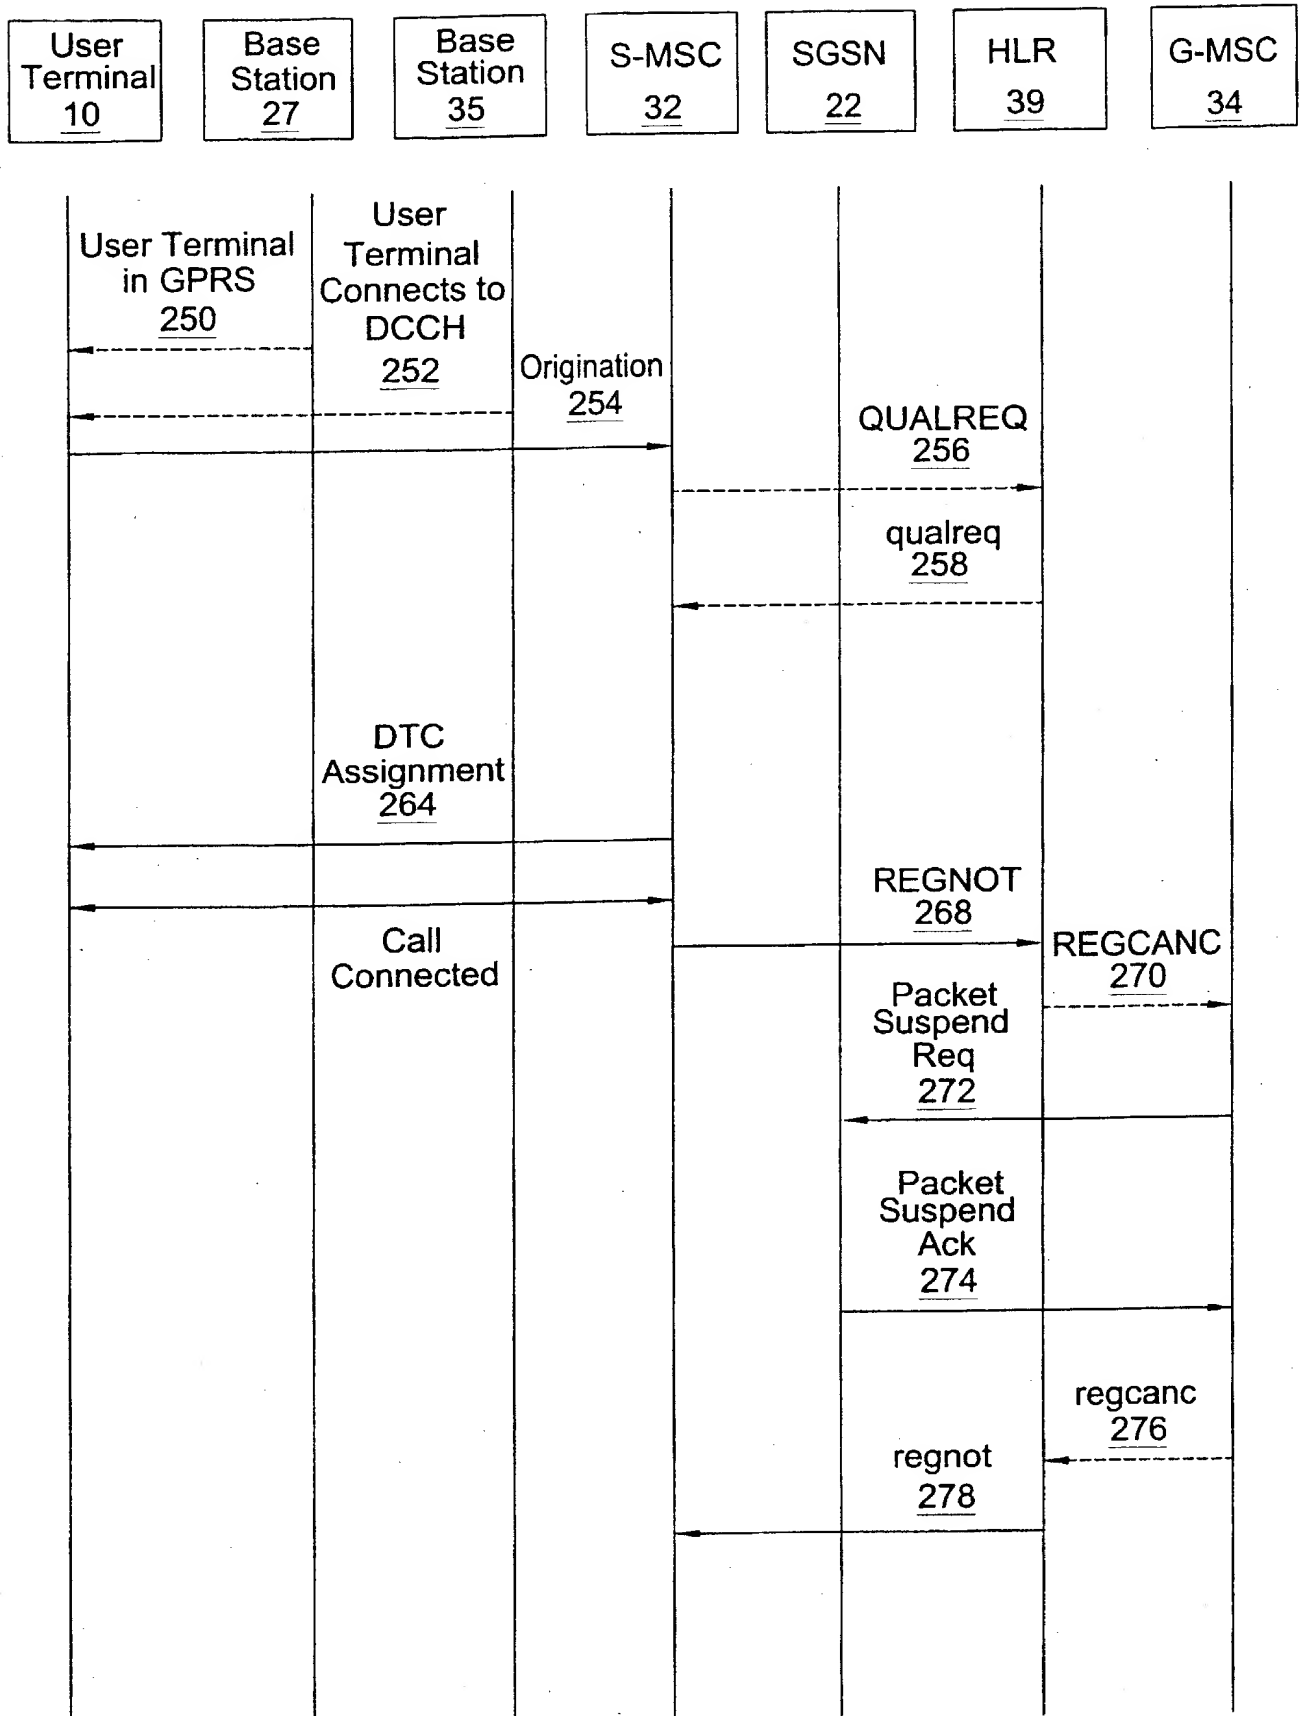 User
Terminal
10
Base
Station
27
Base
Station
35
S-MSC
32
SGSN
22
HLR
39
G-MSC
34
User Terminal
in GPRS
250
User
Terminal
Connects to
DCCH
252
Origination
254
QUALREQ
256
qualreq
258
DTC
Assignment
264
Call
Connected
REGNOT
268
REGCANC
270
Packet
Suspend
Req
272
Packet
Suspend
Ack
274
regcanc
276
regnot
278